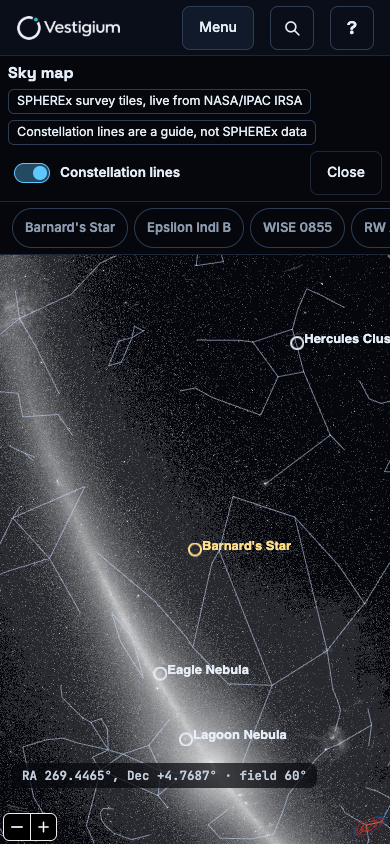 Vestigium
Menu
?
Sky map
SPHEREx survey tiles, live from NASA/IPAC IRSA
Constellation lines are a guide, not SPHEREx data
Constellation lines
Close
Barnard's Star
Epsilon Indi B
WISE 0855
RW
Hercules Clus
Barnard's Star
Eagle Nebula
Lagoon Nebula
RA 269.4465°, Dec +4.7687° · field 60°
− +